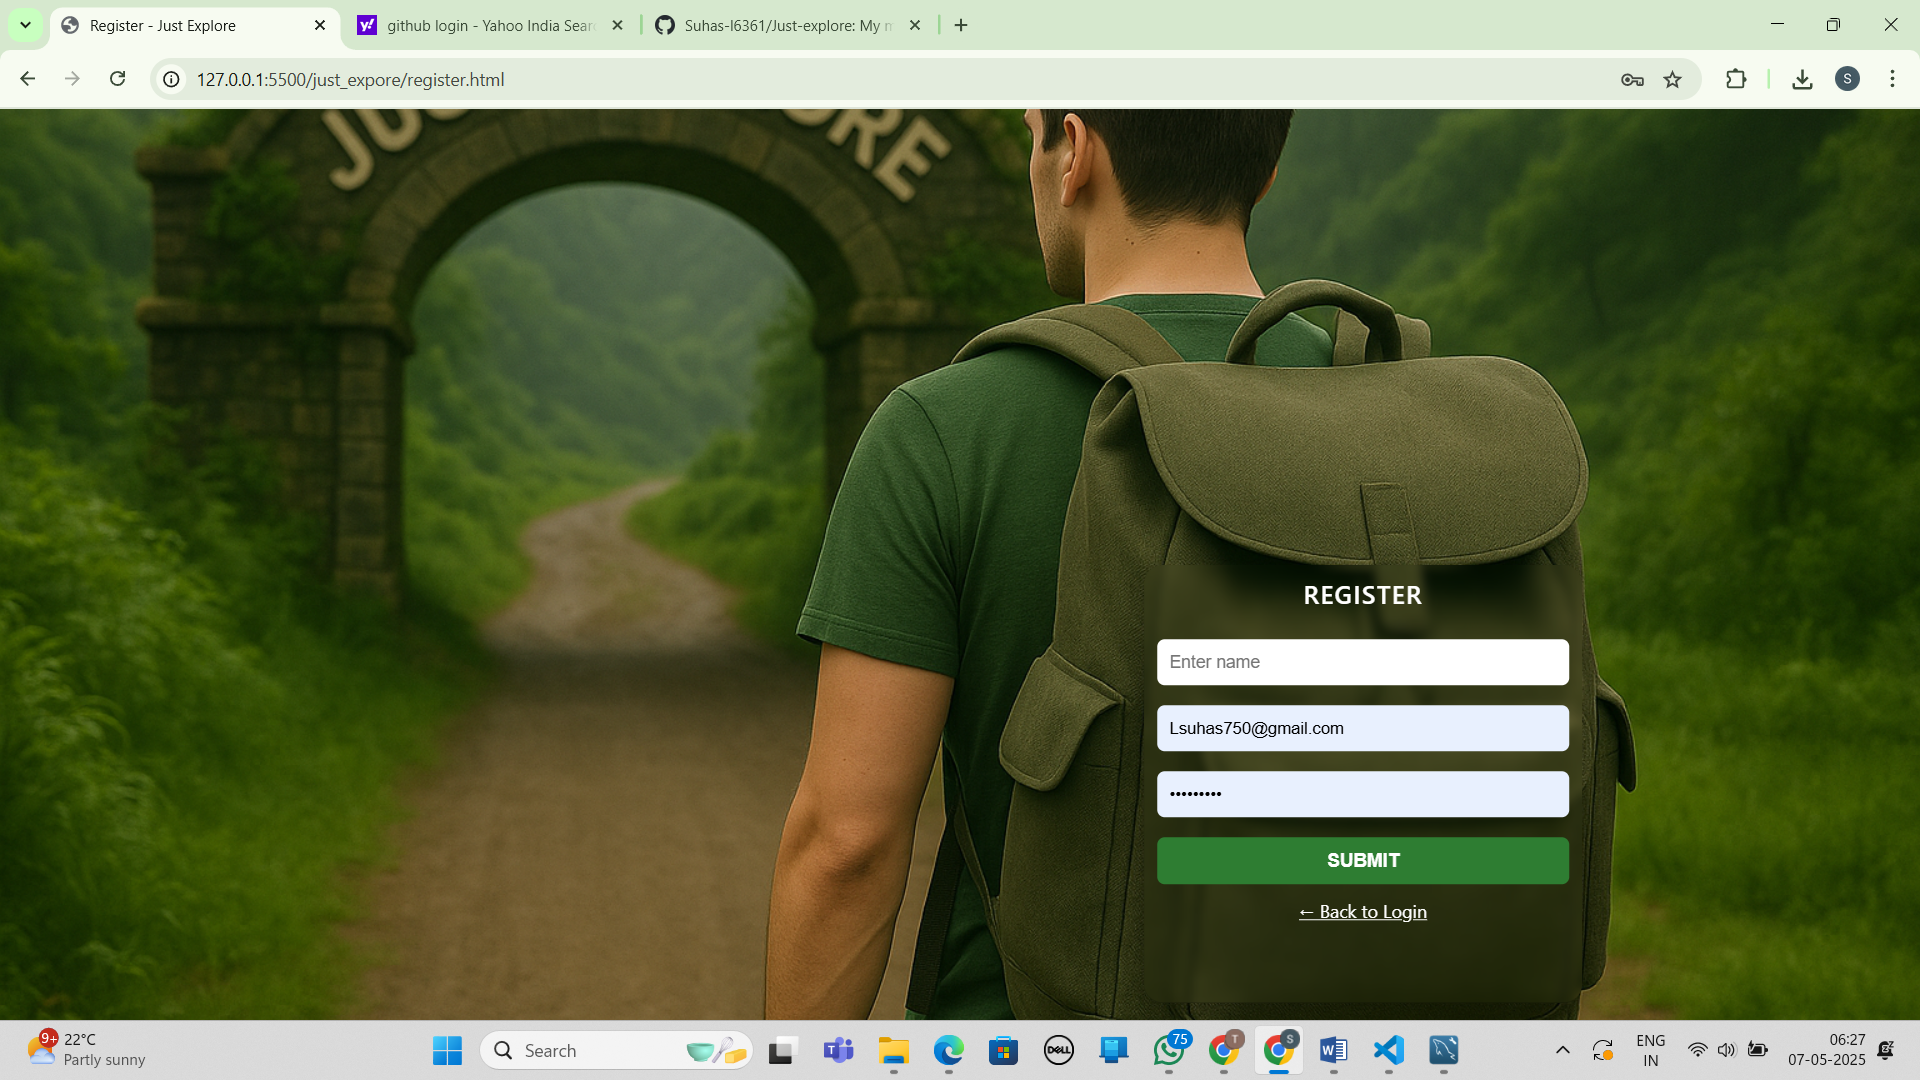 Register - Just Explore
github login - Yahoo India Sear
Suhas-l6361/Just-explore: My m
127.0.0.1:5500/just_expore/register.html
S
JU
ORE
REGISTER
Enter name
Lsuhas750@gmail.com
•••••••••
SUBMIT
← Back to Login
9+
22°C
Partly sunny
Search
DELL
75
T
S
ENG
IN
06:27
07-05-2025